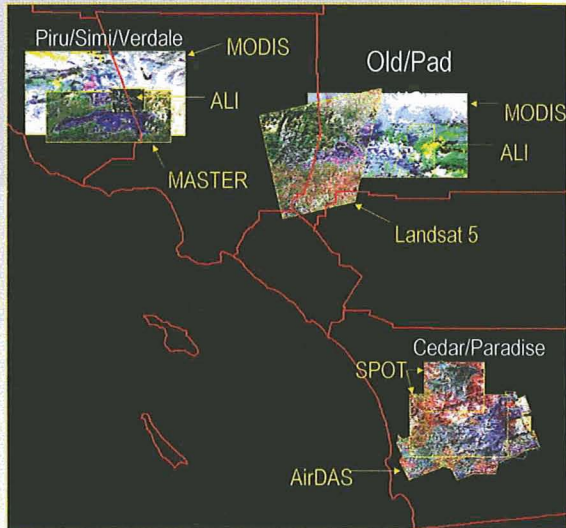 Piru/Simi/Verdale
MODIS
ALI
MASTER
Old/Pad
MODIS
ALI
Landsat 5
Cedar/Paradise
SPOT
AirDAS